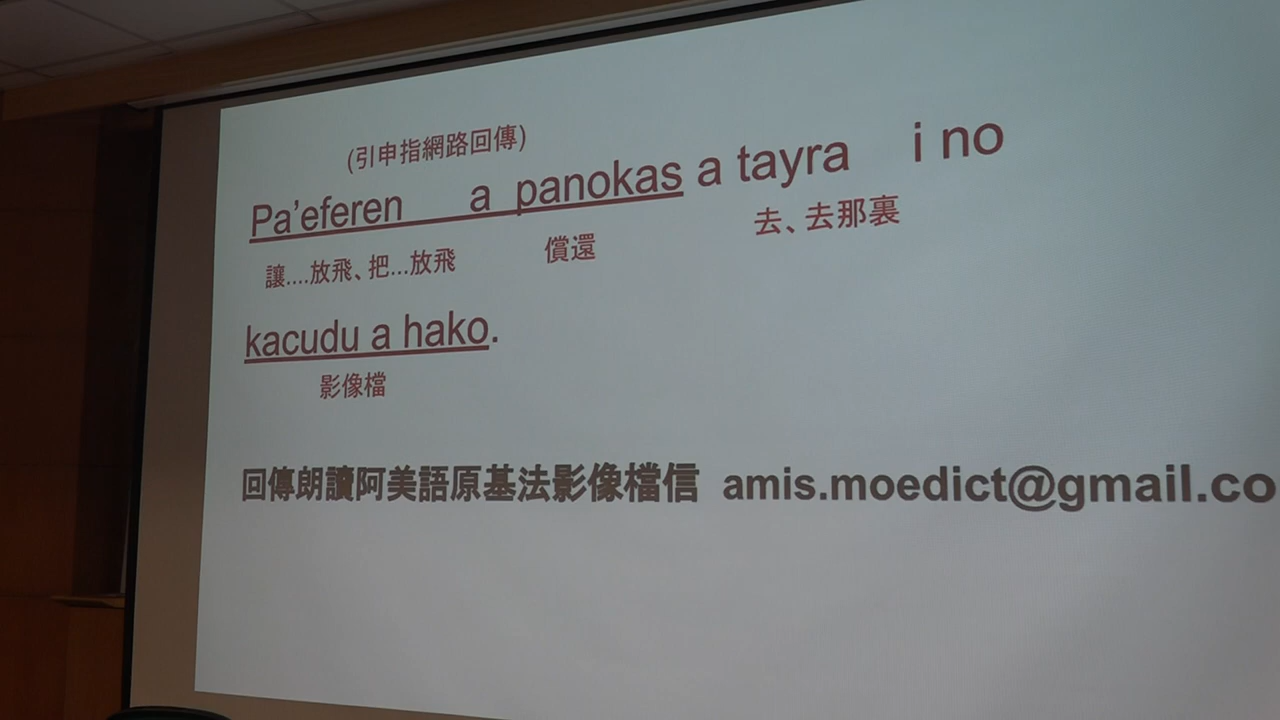 (引申指網路回傳)
Pa'eferen a panokas a tayra i no
讓....放飛、把...放飛 償還 去、去那裏
kacudu a hako.
影像檔
回傳朗讀阿美語原基法影像檔信 amis.moedict@gmail.co